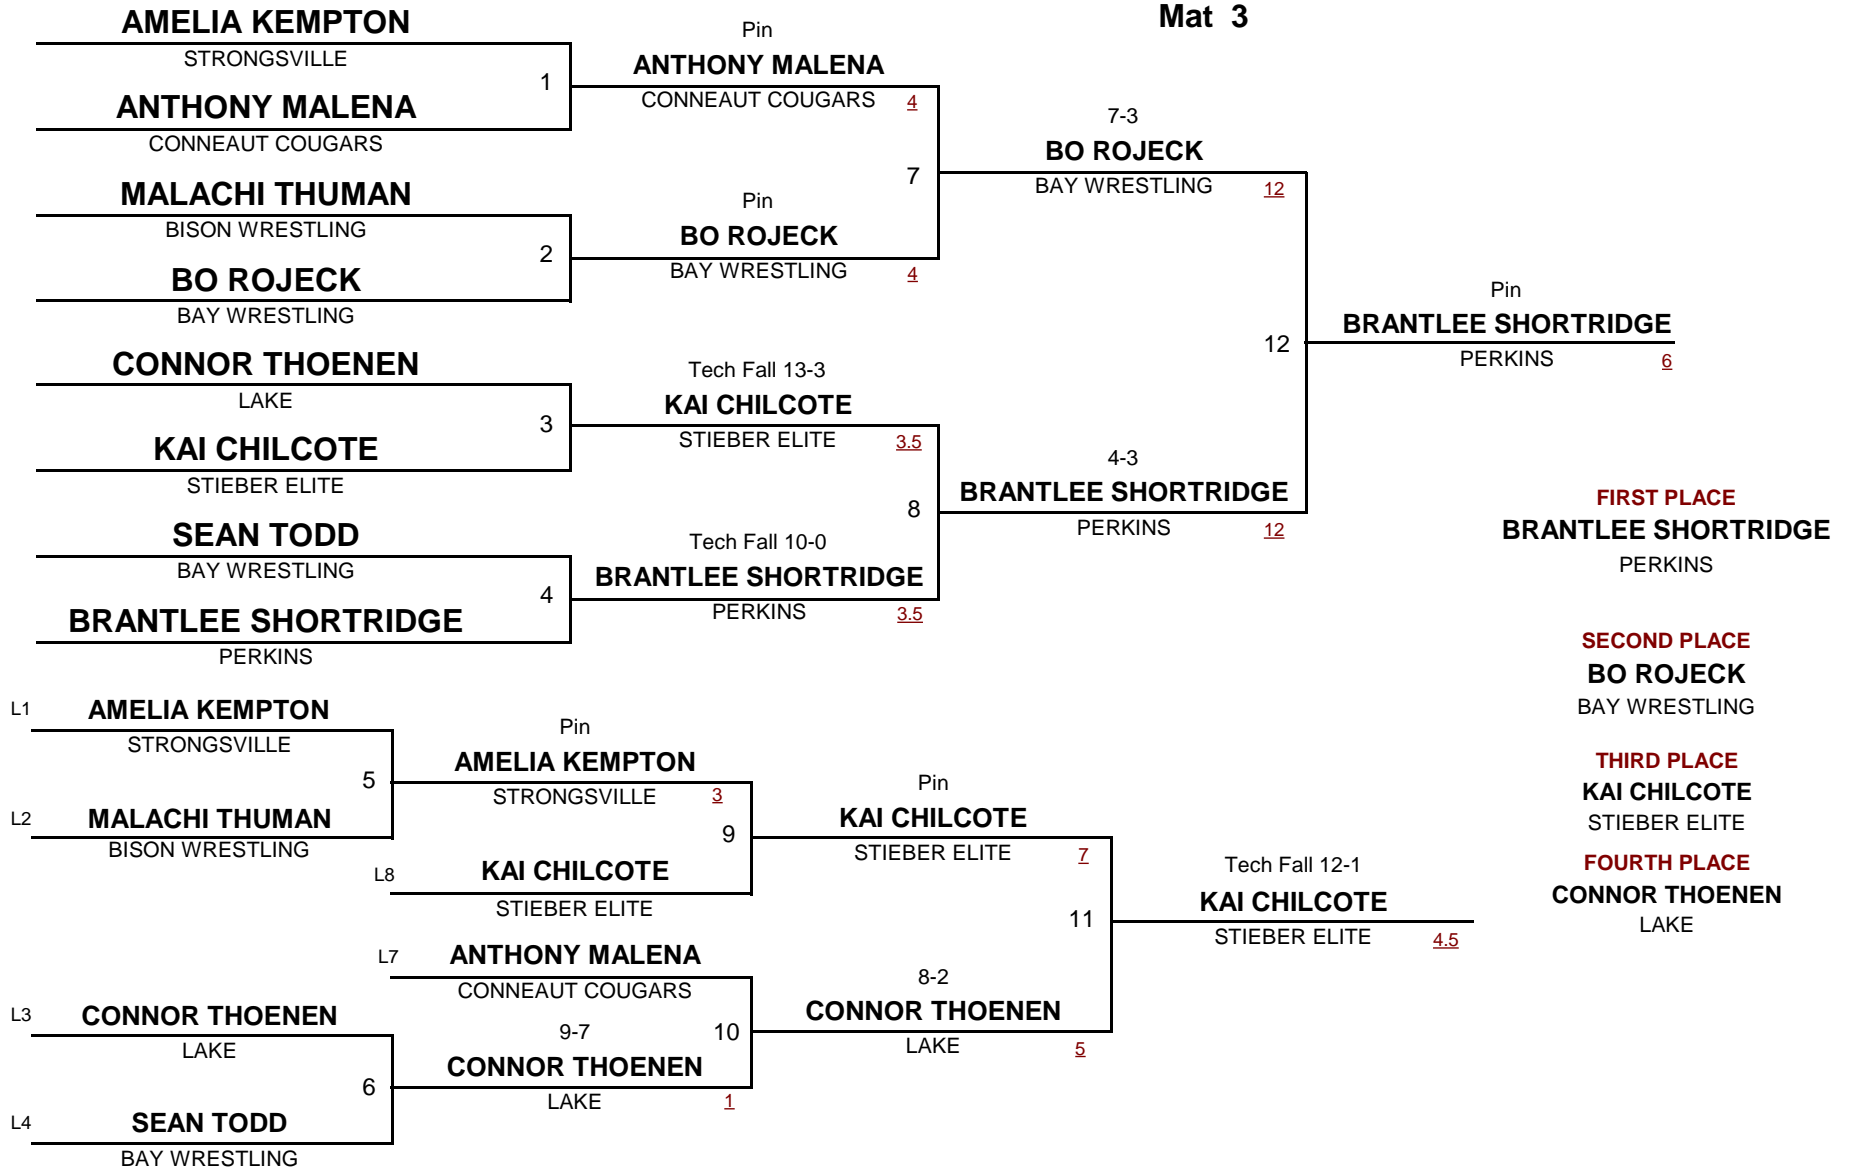 Mat 3
AMELIA KEMPTON
STRONGSVILLE
1
ANTHONY MALENA
CONNEAUT COUGARS
MALACHI THUMAN
BISON WRESTLING
2
BO ROJECK
BAY WRESTLING
CONNOR THOENEN
LAKE
3
KAI CHILCOTE
STIEBER ELITE
SEAN TODD
BAY WRESTLING
4
BRANTLEE SHORTRIDGE
PERKINS
Pin
ANTHONY MALENA
CONNEAUT COUGARS 4
7
Pin
BO ROJECK
BAY WRESTLING 4
Tech Fall 13-3
KAI CHILCOTE
STIEBER ELITE 3.5
8
Tech Fall 10-0
BRANTLEE SHORTRIDGE
PERKINS 3.5
7-3
BO ROJECK
BAY WRESTLING 12
12
4-3
BRANTLEE SHORTRIDGE
PERKINS 12
Pin
BRANTLEE SHORTRIDGE
PERKINS 6
FIRST PLACE
BRANTLEE SHORTRIDGE
PERKINS
SECOND PLACE
BO ROJECK
BAY WRESTLING
THIRD PLACE
KAI CHILCOTE
STIEBER ELITE
FOURTH PLACE
CONNOR THOENEN
LAKE
L1 AMELIA KEMPTON
STRONGSVILLE
5
L2 MALACHI THUMAN
BISON WRESTLING
L3 CONNOR THOENEN
LAKE
6
L4 SEAN TODD
BAY WRESTLING
Pin
AMELIA KEMPTON
STRONGSVILLE 3
9
L8 KAI CHILCOTE
STIEBER ELITE
L7 ANTHONY MALENA
CONNEAUT COUGARS
10
9-7
CONNOR THOENEN
LAKE 1
Pin
KAI CHILCOTE
STIEBER ELITE 7
11
8-2
CONNOR THOENEN
LAKE 5
Tech Fall 12-1
KAI CHILCOTE
STIEBER ELITE 4.5